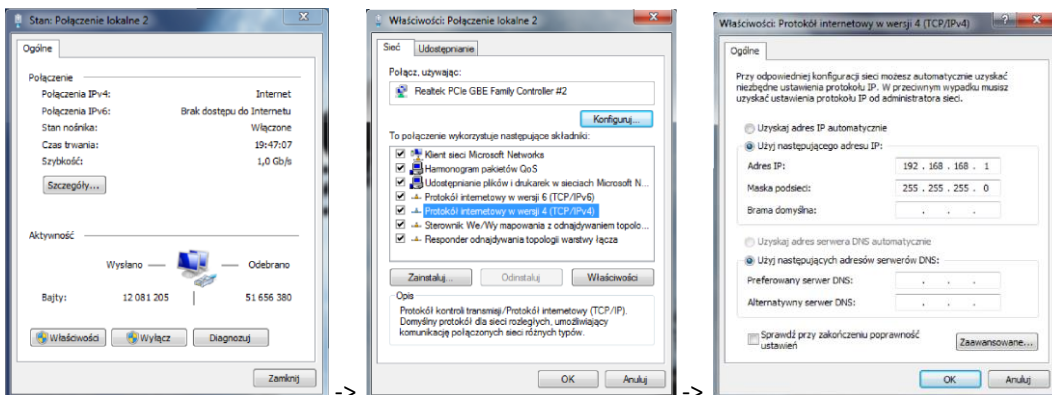 Stan: Połączenie lokalne 2
Ogólne
Połączenie
Połączenia IPv4: Internet
Połączenia IPv6: Brak dostępu do Internetu
Stan nośnika: Włączone
Czas trwania: 19:47:07
Szybkość: 1,0 Gb/s
Szczegóły...
Aktywność
Wysłano — — Odebrano
Bajty: 12 081 205 | 51 656 380
Właściwości Wyłącz Diagnozuj
Zamknij
->
Właściwości: Połączenie lokalne 2
Sieć Udostępnianie
Połącz, używając:
Realtek PCIe GBE Family Controller #2
Konfiguruj...
To połączenie wykorzystuje następujące składniki:
Klient sieci Microsoft Networks
Harmonogram pakietów QoS
Udostępnianie plików i drukarek w sieciach Microsoft N...
Protokół internetowy w wersji 6 (TCP/IPv6)
Protokół internetowy w wersji 4 (TCP/IPv4)
Sterownik We/Wy mapowania z odnajdywaniem topolo...
Responder odnajdywania topologii warstwy łącza
Zainstaluj... Odinstaluj Właściwości
Opis
Protokół kontroli transmisji/Protokół internetowy (TCP/IP).
Domyślny protokół dla sieci rozległych, umożliwiający
komunikację połączonych sieci różnych typów.
OK Anuluj
->
Właściwości: Protokół internetowy w wersji 4 (TCP/IPv4)
Ogólne
Przy odpowiedniej konfiguracji sieci możesz automatycznie uzyskać
niezbędne ustawienia protokołu IP. W przeciwnym wypadku musisz
uzyskać ustawienia protokołu IP od administratora sieci.
Uzyskaj adres IP automatycznie
Użyj następującego adresu IP:
Adres IP: 192 . 168 . 168 . 1
Maska podsieci: 255 . 255 . 255 . 0
Brama domyślna: . . .
Uzyskaj adres serwera DNS automatycznie
Użyj następujących adresów serwerów DNS:
Preferowany serwer DNS: . . .
Alternatywny serwer DNS: . . .
Sprawdź przy zakończeniu poprawność
ustawień
Zaawansowane...
OK Anuluj